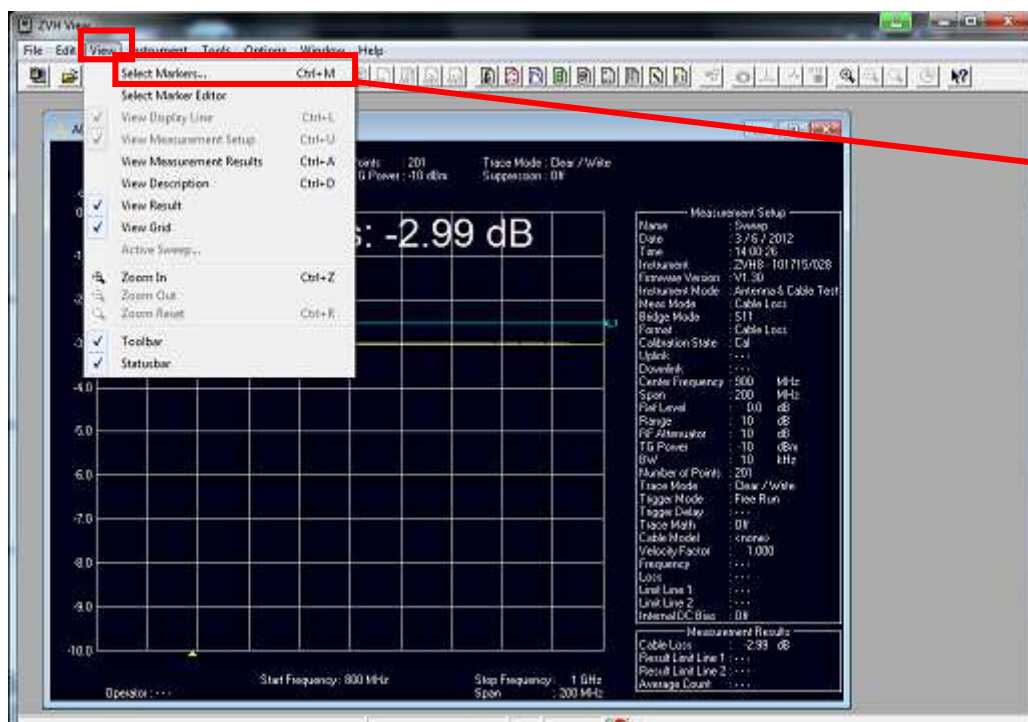 ZVH View
File Edit View Instrument Tools Options Window Help
Select Markers... Ctrl+M
Select Marker Editor
View Display Line Ctrl+L
View Measurement Setup Ctrl+U
View Measurement Results Ctrl+A
View Description Ctrl+D
View Result
View Grid
Active Sweep...
Zoom In Ctrl+Z
Zoom Out
Zoom Reset Ctrl+R
Toolbar
Statusbar
: 201
Trace Mode : Clear / Write
G Power : -10 dBm
Suppression : Off
s: -2.99 dB
-4.0
-5.0
-6.0
-7.0
-8.0
-9.0
-10.0
Start Frequency : 800 MHz
Stop Frequency : 1 GHz
Span : 200 MHz
Operator : ---
Measurement Setup
Name : Sweep
Date : 3 / 6 / 2012
Time : 14:00:26
Instrument : ZVH8 - 101715/028
Firmware Version : V1.30
Instrument Mode : Antenna & Cable Test
Meas Mode : Cable Loss
Bridge Mode : S11
Format : Cable Loss
Calibration State : Cal
Uplink : ---
Downlink : ---
Center Frequency : 900 MHz
Span : 200 MHz
Ref Level : 0.0 dB
Range : 10 dB
RF Attenuator : 10 dB
TG Power : -10 dBm
BW : 10 kHz
Number of Points : 201
Trace Mode : Clear / Write
Trigger Mode : Free Run
Trigger Delay : ---
Trace Math : Off
Cable Model : <none>
Velocity Factor : 1.000
Frequency : ---
Loss : ---
Limit Line 1 : ---
Limit Line 2 : ---
Internal DC Bias : Off
Measurement Results
Cable Loss : -2.99 dB
Result Limit Line 1 : ---
Result Limit Line 2 : ---
Average Count : ---